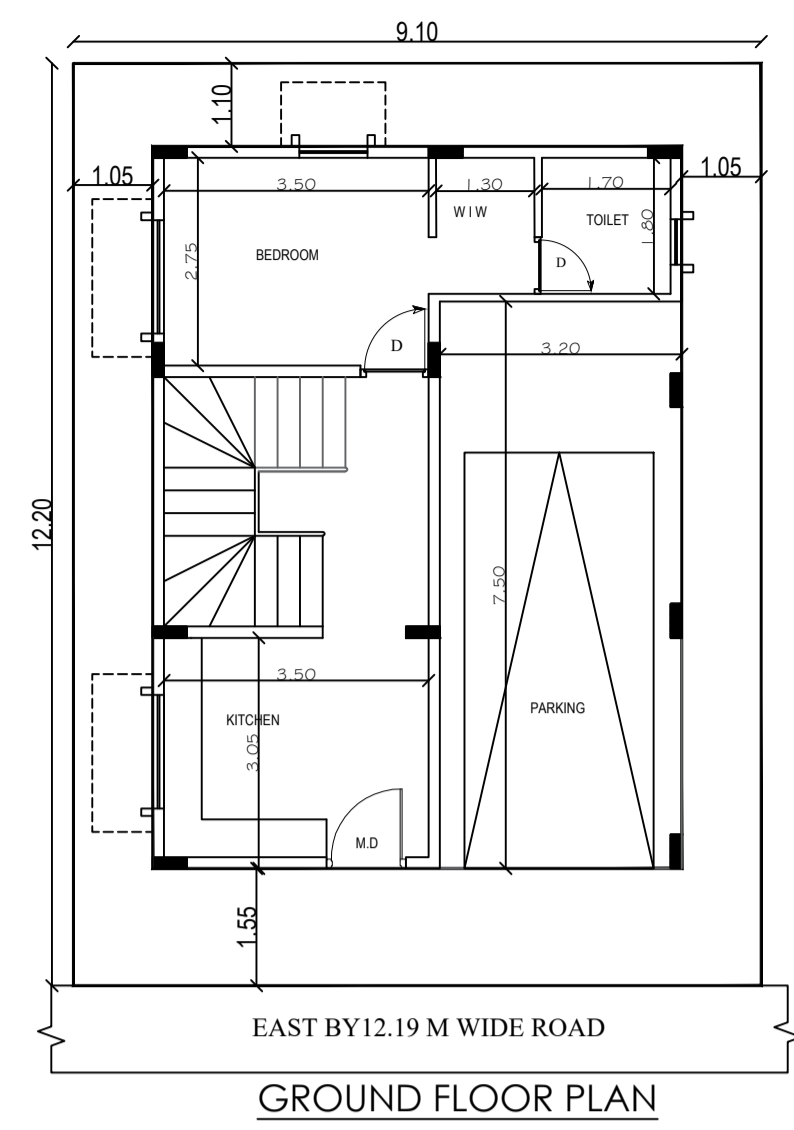 9.10
1.10
1.05
1.05
3.50
1.30
1.70
W I W
TOILET
1.80
BEDROOM
2.75
D
D
3.20
12.20
7.50
3.50
PARKING
KITCHEN
3.05
M.D
1.55
EAST BY12.19 M WIDE ROAD
GROUND FLOOR PLAN